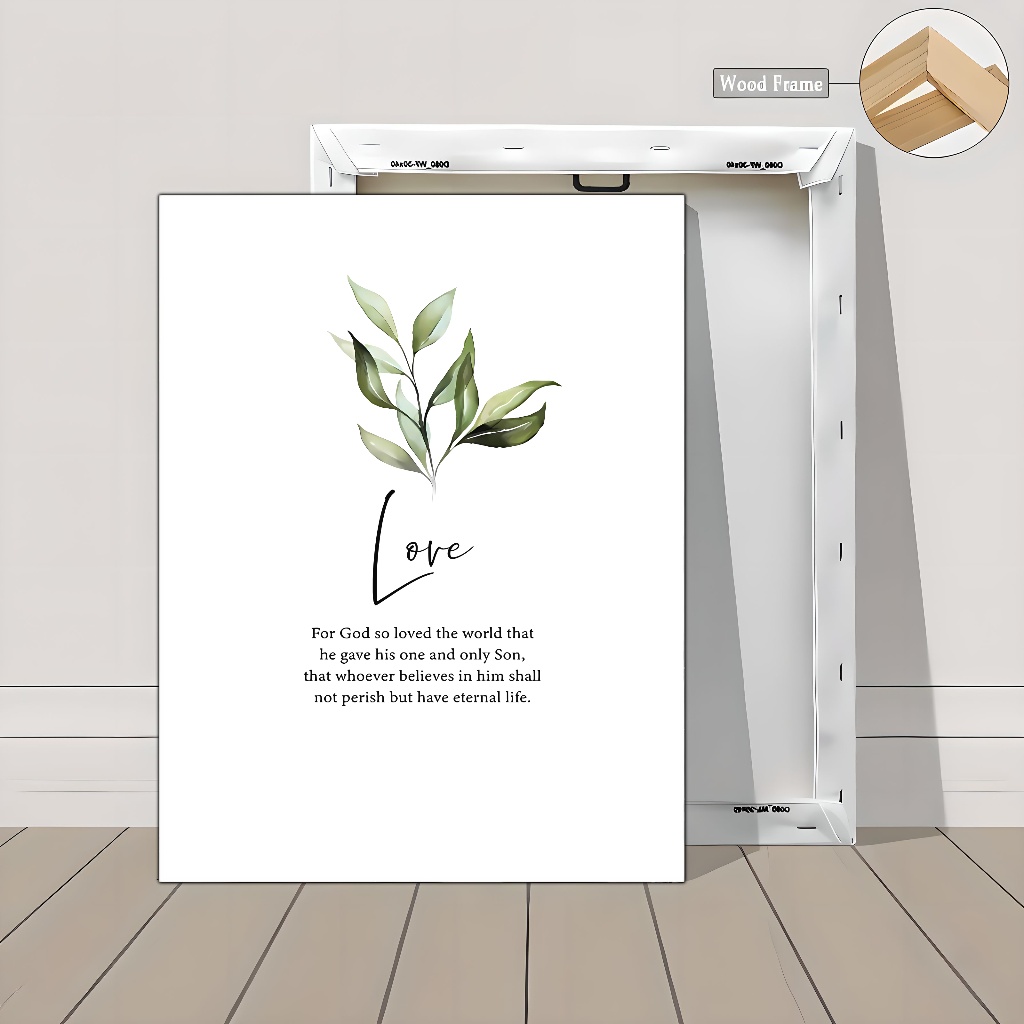 Wood Frame
Love
For God so loved the world that
he gave his one and only Son,
that whoever believes in him shall
not perish but have eternal life.